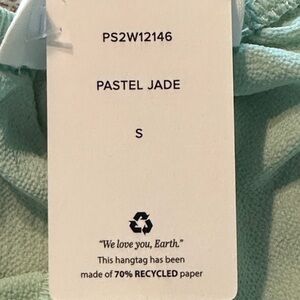 PS2W12146
PASTEL JADE
S
"We love you, Earth."
This hangtag has been
made of 70% RECYCLED paper